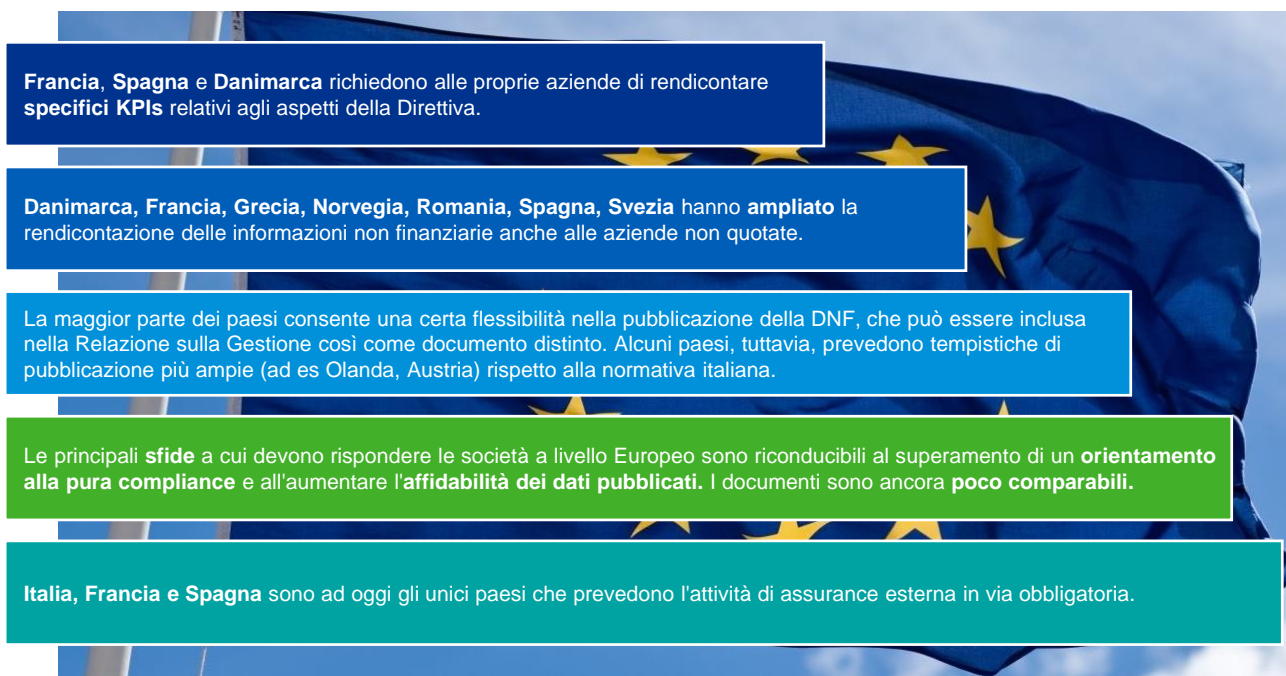 Francia, Spagna e Danimarca richiedono alle proprie aziende di rendicontare
specifici KPIs relativi agli aspetti della Direttiva.
Danimarca, Francia, Grecia, Norvegia, Romania, Spagna, Svezia hanno ampliato la
rendicontazione delle informazioni non finanziarie anche alle aziende non quotate.
La maggior parte dei paesi consente una certa flessibilità nella pubblicazione della DNF, che può essere inclusa
nella Relazione sulla Gestione così come documento distinto. Alcuni paesi, tuttavia, prevedono tempistiche di
pubblicazione più ampie (ad es Olanda, Austria) rispetto alla normativa italiana.
Le principali sfide a cui devono rispondere le società a livello Europeo sono riconducibili al superamento di un orientamento
alla pura compliance e all'aumentare l'affidabilità dei dati pubblicati. I documenti sono ancora poco comparabili.
Italia, Francia e Spagna sono ad oggi gli unici paesi che prevedono l'attività di assurance esterna in via obbligatoria.